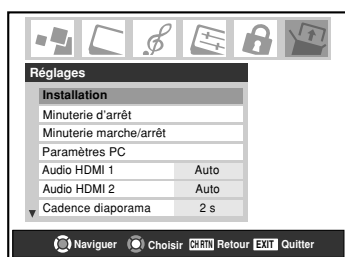 Réglages
Installation
Minuterie d'arrêt
Minuterie marche/arrêt
Paramètres PC
Audio HDMI 1 Auto
Audio HDMI 2 Auto
Cadence diaporama 2 s
Naviguer Choisir CH RTN Retour EXIT Quitter